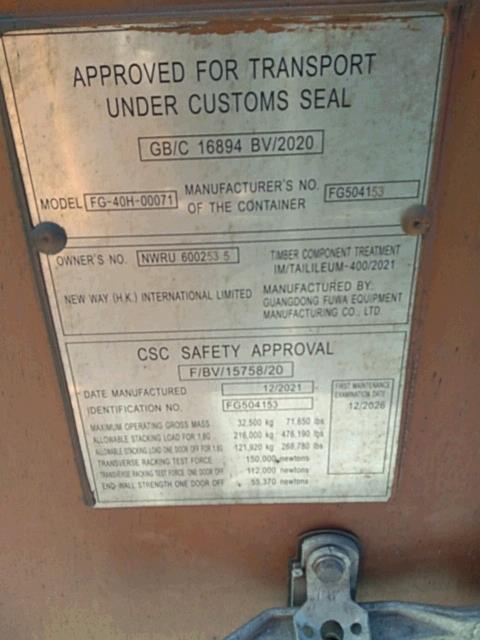 APPROVED FOR TRANSPORT
UNDER CUSTOMS SEAL
GB/C 16894 BV/2020
MODEL FG-40H-00071 MANUFACTURER'S NO. OF THE CONTAINER FG504153
OWNER'S NO. NWRU 600253 5
TIMBER COMPONENT TREATMENT
IM/TAILILEUM-400/2021
NEW WAY (H.K.) INTERNATIONAL LIMITED
MANUFACTURED BY:
GUANGDONG FUWA EQUIPMENT
MANUFACTURING CO., LTD.
CSC SAFETY APPROVAL
F/BV/15758/20
DATE MANUFACTURED 12/2021
IDENTIFICATION NO. FG504153
FIRST MAINTENANCE
EXAMINATION DATE
12/2026
MAXIMUM OPERATING GROSS MASS 32,500 kg 71,650 lbs
ALLOWABLE STACKING LOAD FOR 1.8G 216,000 kg 476,190 lbs
ALLOWABLE STACKING LOAD ONE DOOR OFF FOR 1.8G 121,920 kg 268,780 lbs
TRANSVERSE RACKING TEST FORCE 150,000 newtons
TRANSVERSE RACKING TEST FORCE ONE DOOR OFF 112,000 newtons
END-WALL STRENGTH ONE DOOR OFF 55,370 newtons